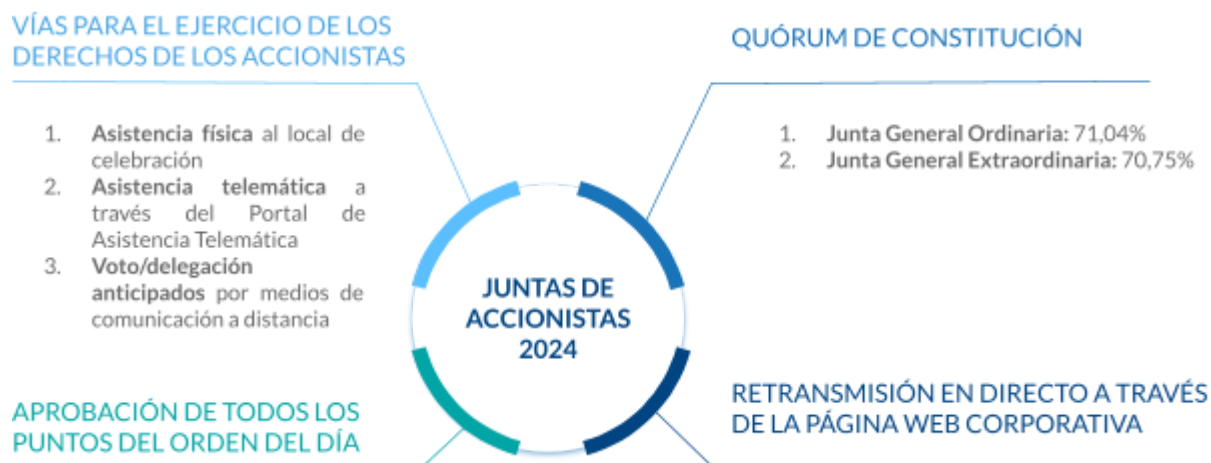 VÍAS PARA EL EJERCICIO DE LOS
DERECHOS DE LOS ACCIONISTAS
1. Asistencia física al local de
celebración
2. Asistencia telemática a
través del Portal de
Asistencia Telemática
3. Voto/delegación
anticipados por medios de
comunicación a distancia
QUÓRUM DE CONSTITUCIÓN
1. Junta General Ordinaria: 71,04%
2. Junta General Extraordinaria: 70,75%
JUNTAS DE
ACCIONISTAS
2024
APROBACIÓN DE TODOS LOS
PUNTOS DEL ORDEN DEL DÍA
RETRANSMISIÓN EN DIRECTO A TRAVÉS
DE LA PÁGINA WEB CORPORATIVA